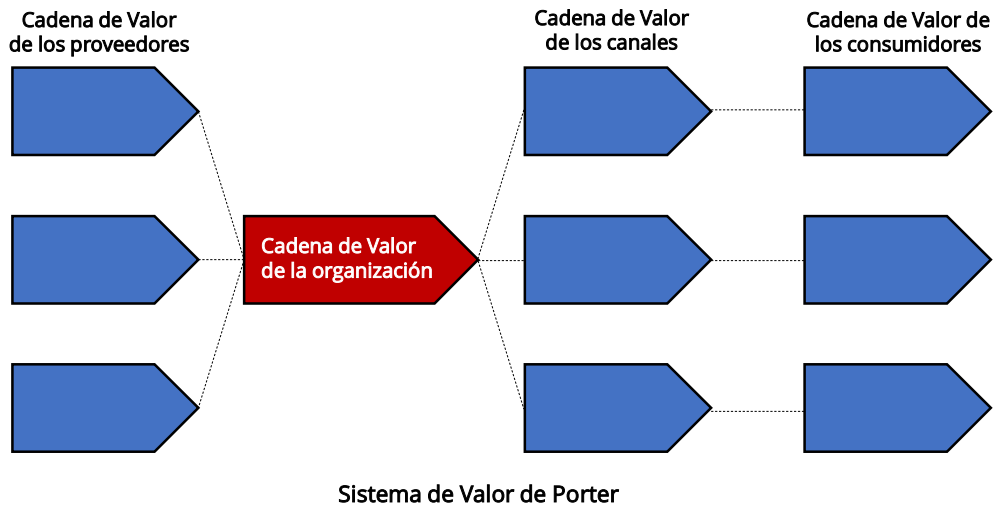 Cadena de Valor
de los proveedores
Cadena de Valor
de los canales
Cadena de Valor de
los consumidores
Cadena de Valor
de la organización
Sistema de Valor de Porter